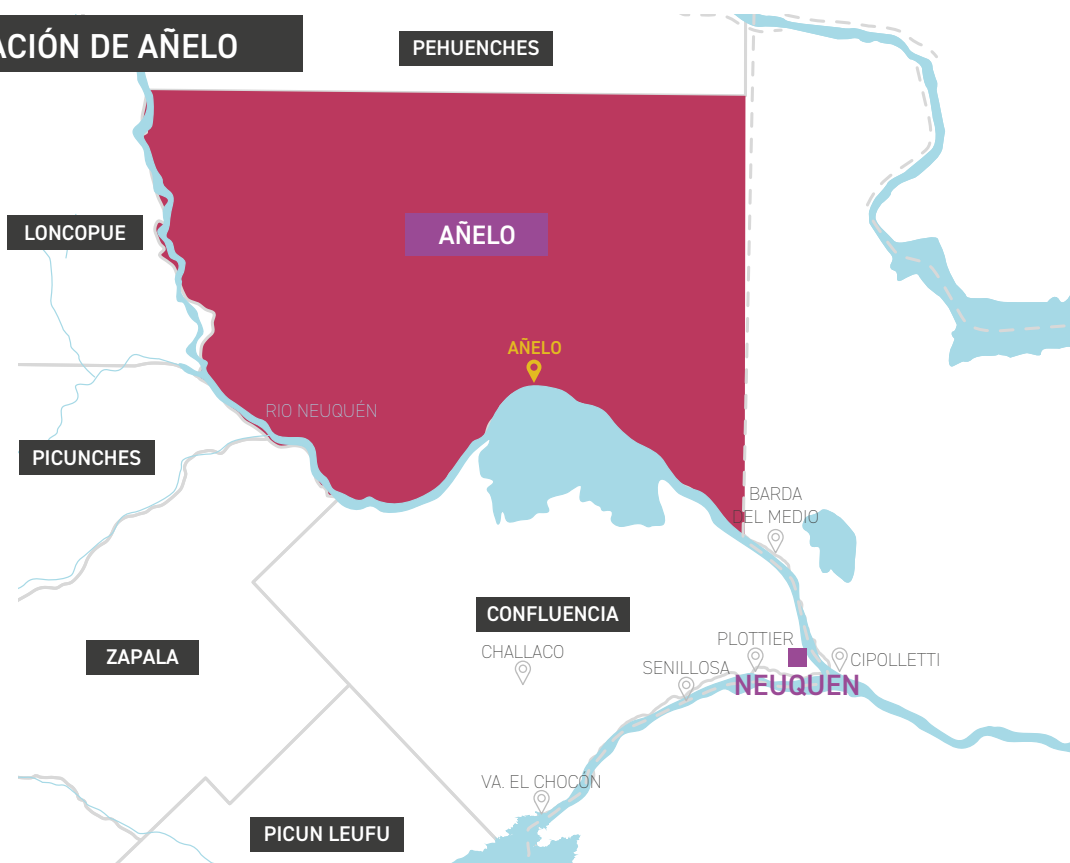 ACIÓN DE AÑELO
PEHUENCHES
LONCOPUE
AÑELO
AÑELO
RIO NEUQUÉN
PICUNCHES
BARDA
DEL MEDIO
CONFLUENCIA
ZAPALA
CHALLACO
PLOTTIER
SENILLOSA
CIPOLLETTI
NEUQUEN
VA. EL CHOCÓN
PICUN LEUFU